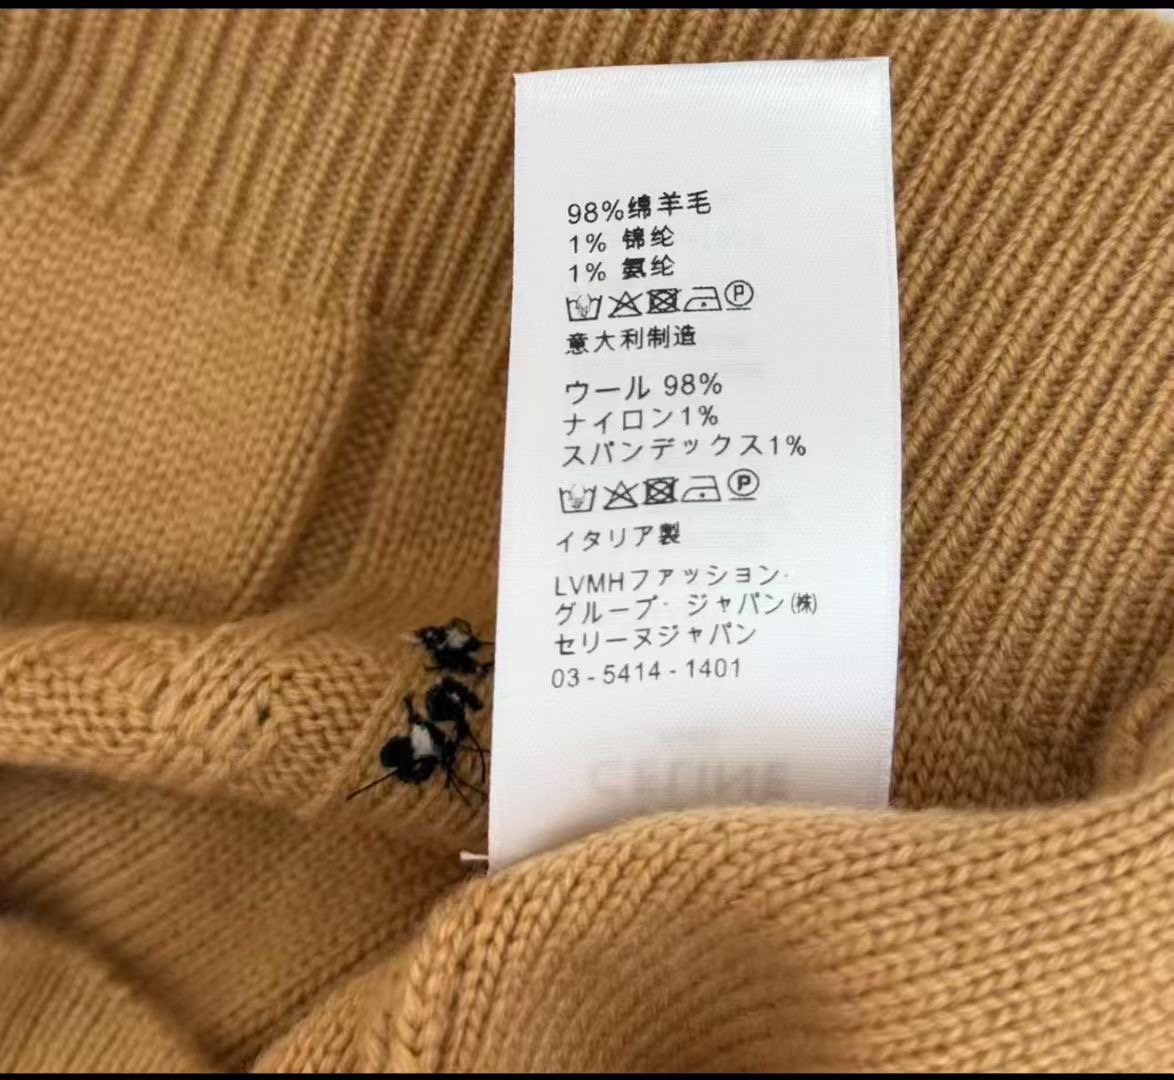 98%绵羊毛
1% 锦纶
1% 氨纶
P
意大利制造
ウール 98%
ナイロン1%
スパンデックス1%
P
イタリア製
LVMHファッション・
グループ・ ジャパン㈱
セリーヌジャパン
03-5414-1401
CELINE